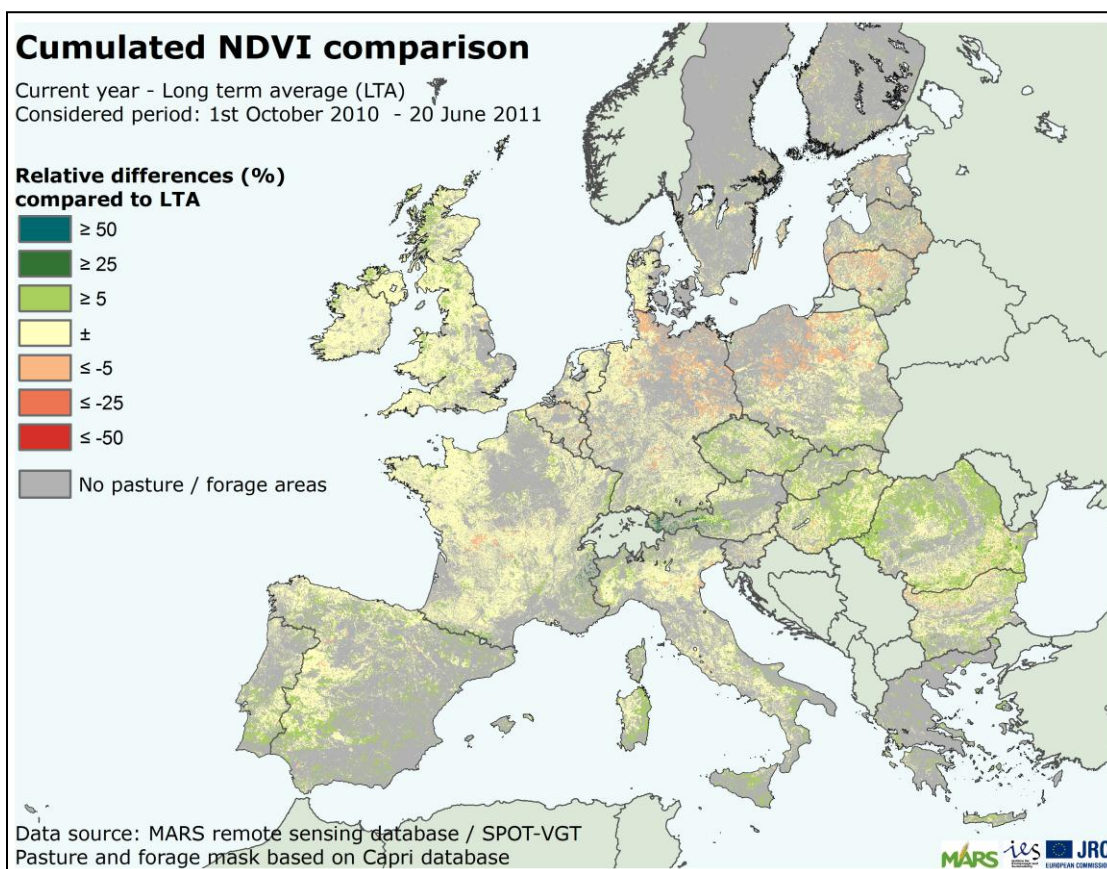 Cumulated NDVI comparison
Current year - Long term average (LTA)
Considered period: 1st October 2010 - 20 June 2011
Relative differences (%)
compared to LTA
≥ 50
≥ 25
≥ 5
±
≤ -5
≤ -25
≤ -50
No pasture / forage areas
Data source: MARS remote sensing database / SPOT-VGT
Pasture and forage mask based on Capri database
MARS ies JRC
EUROPEAN COMMISSION